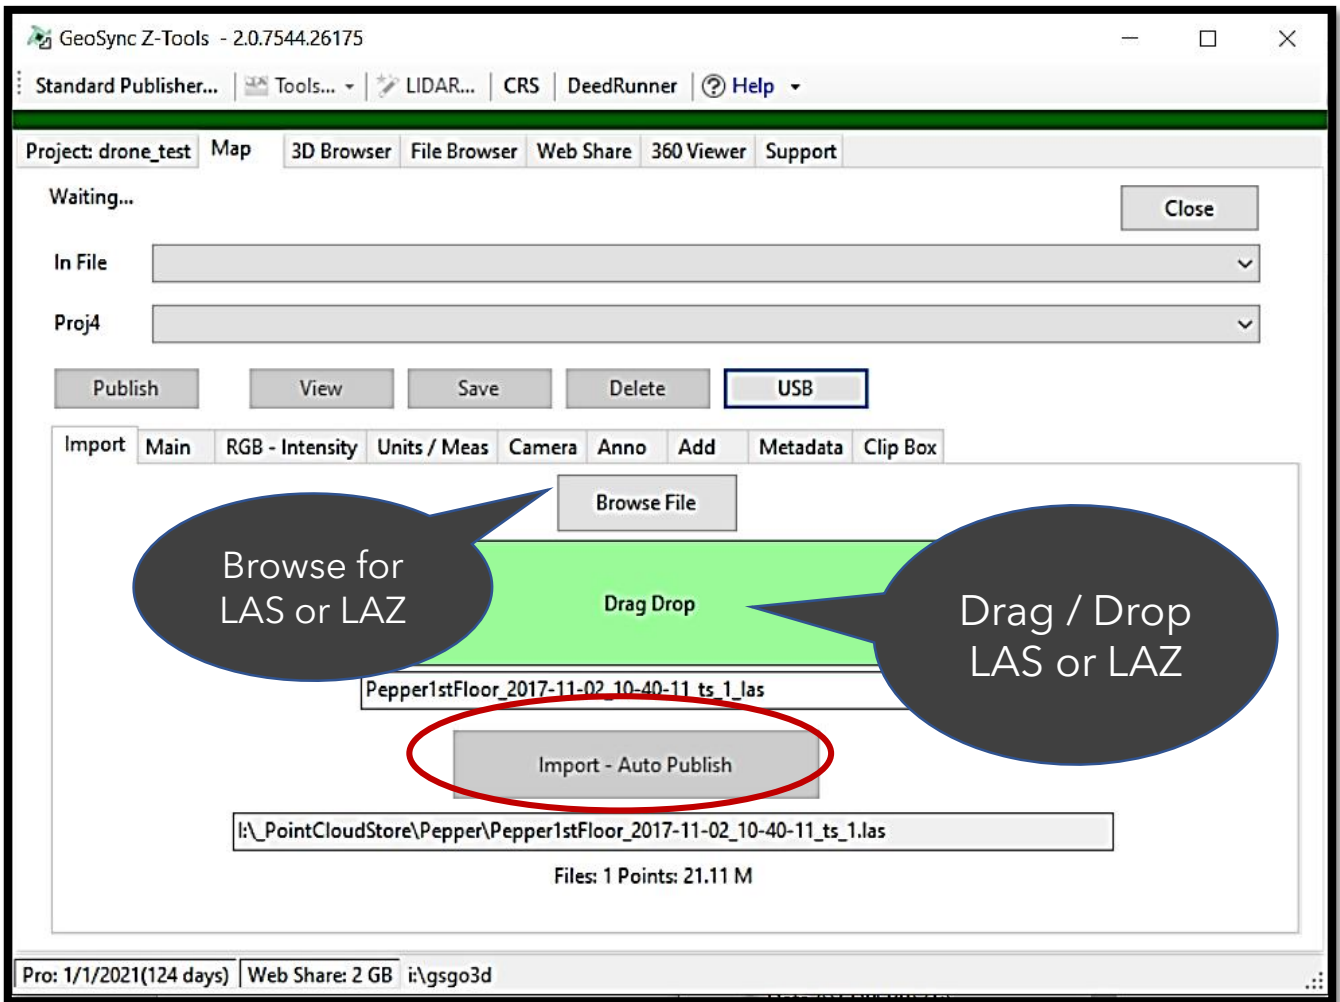 GeoSync Z-Tools - 2.0.7544.26175
Standard Publisher... Tools... LIDAR... CRS DeedRunner Help
Project: drone_test Map 3D Browser File Browser Web Share 360 Viewer Support
Waiting...
Close
In File
Proj4
Publish View Save Delete USB
Import Main RGB - Intensity Units / Meas Camera Anno Add Metadata Clip Box
Browse File
Browse for
LAS or LAZ
Drag Drop
Drag / Drop
LAS or LAZ
Pepper1stFloor_2017-11-02_10-40-11_ts_1_las
Import - Auto Publish
I:\_PointCloudStore\Pepper\Pepper1stFloor_2017-11-02_10-40-11_ts_1.las
Files: 1 Points: 21.11 M
Pro: 1/1/2021(124 days) Web Share: 2 GB i:\gsgo3d